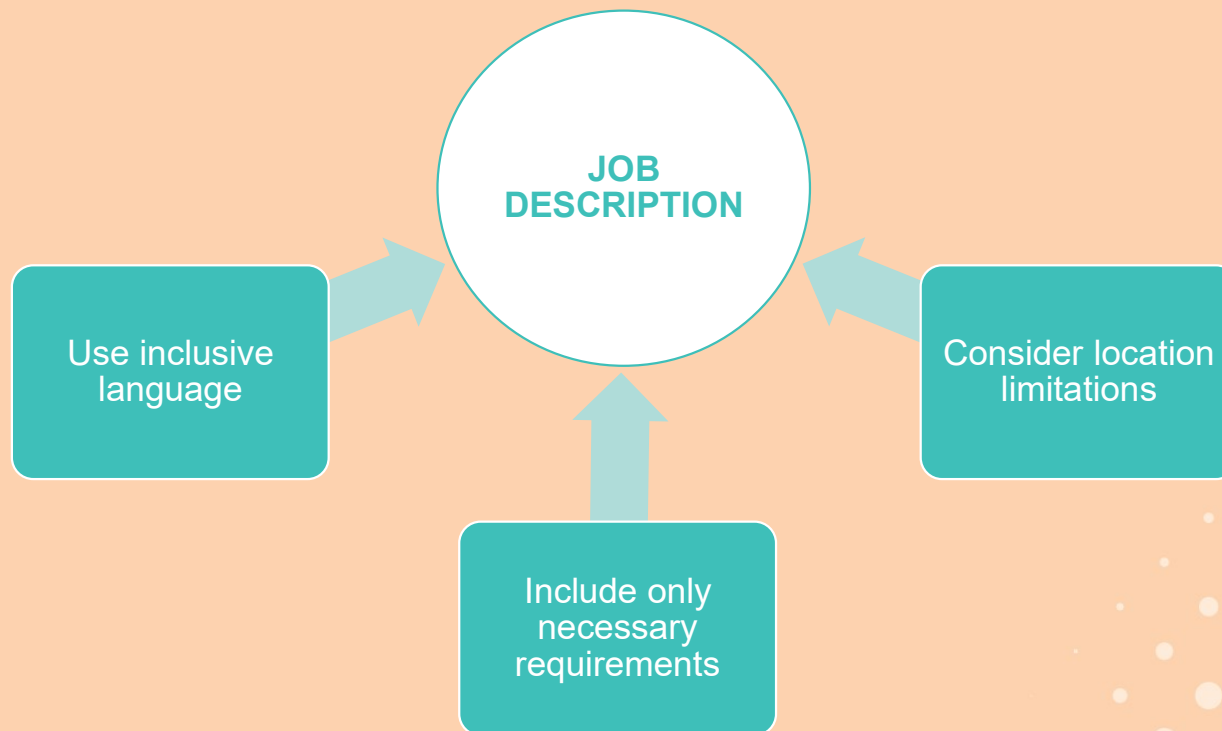 JOB
DESCRIPTION
Use inclusive
language
Consider location
limitations
Include only
necessary
requirements